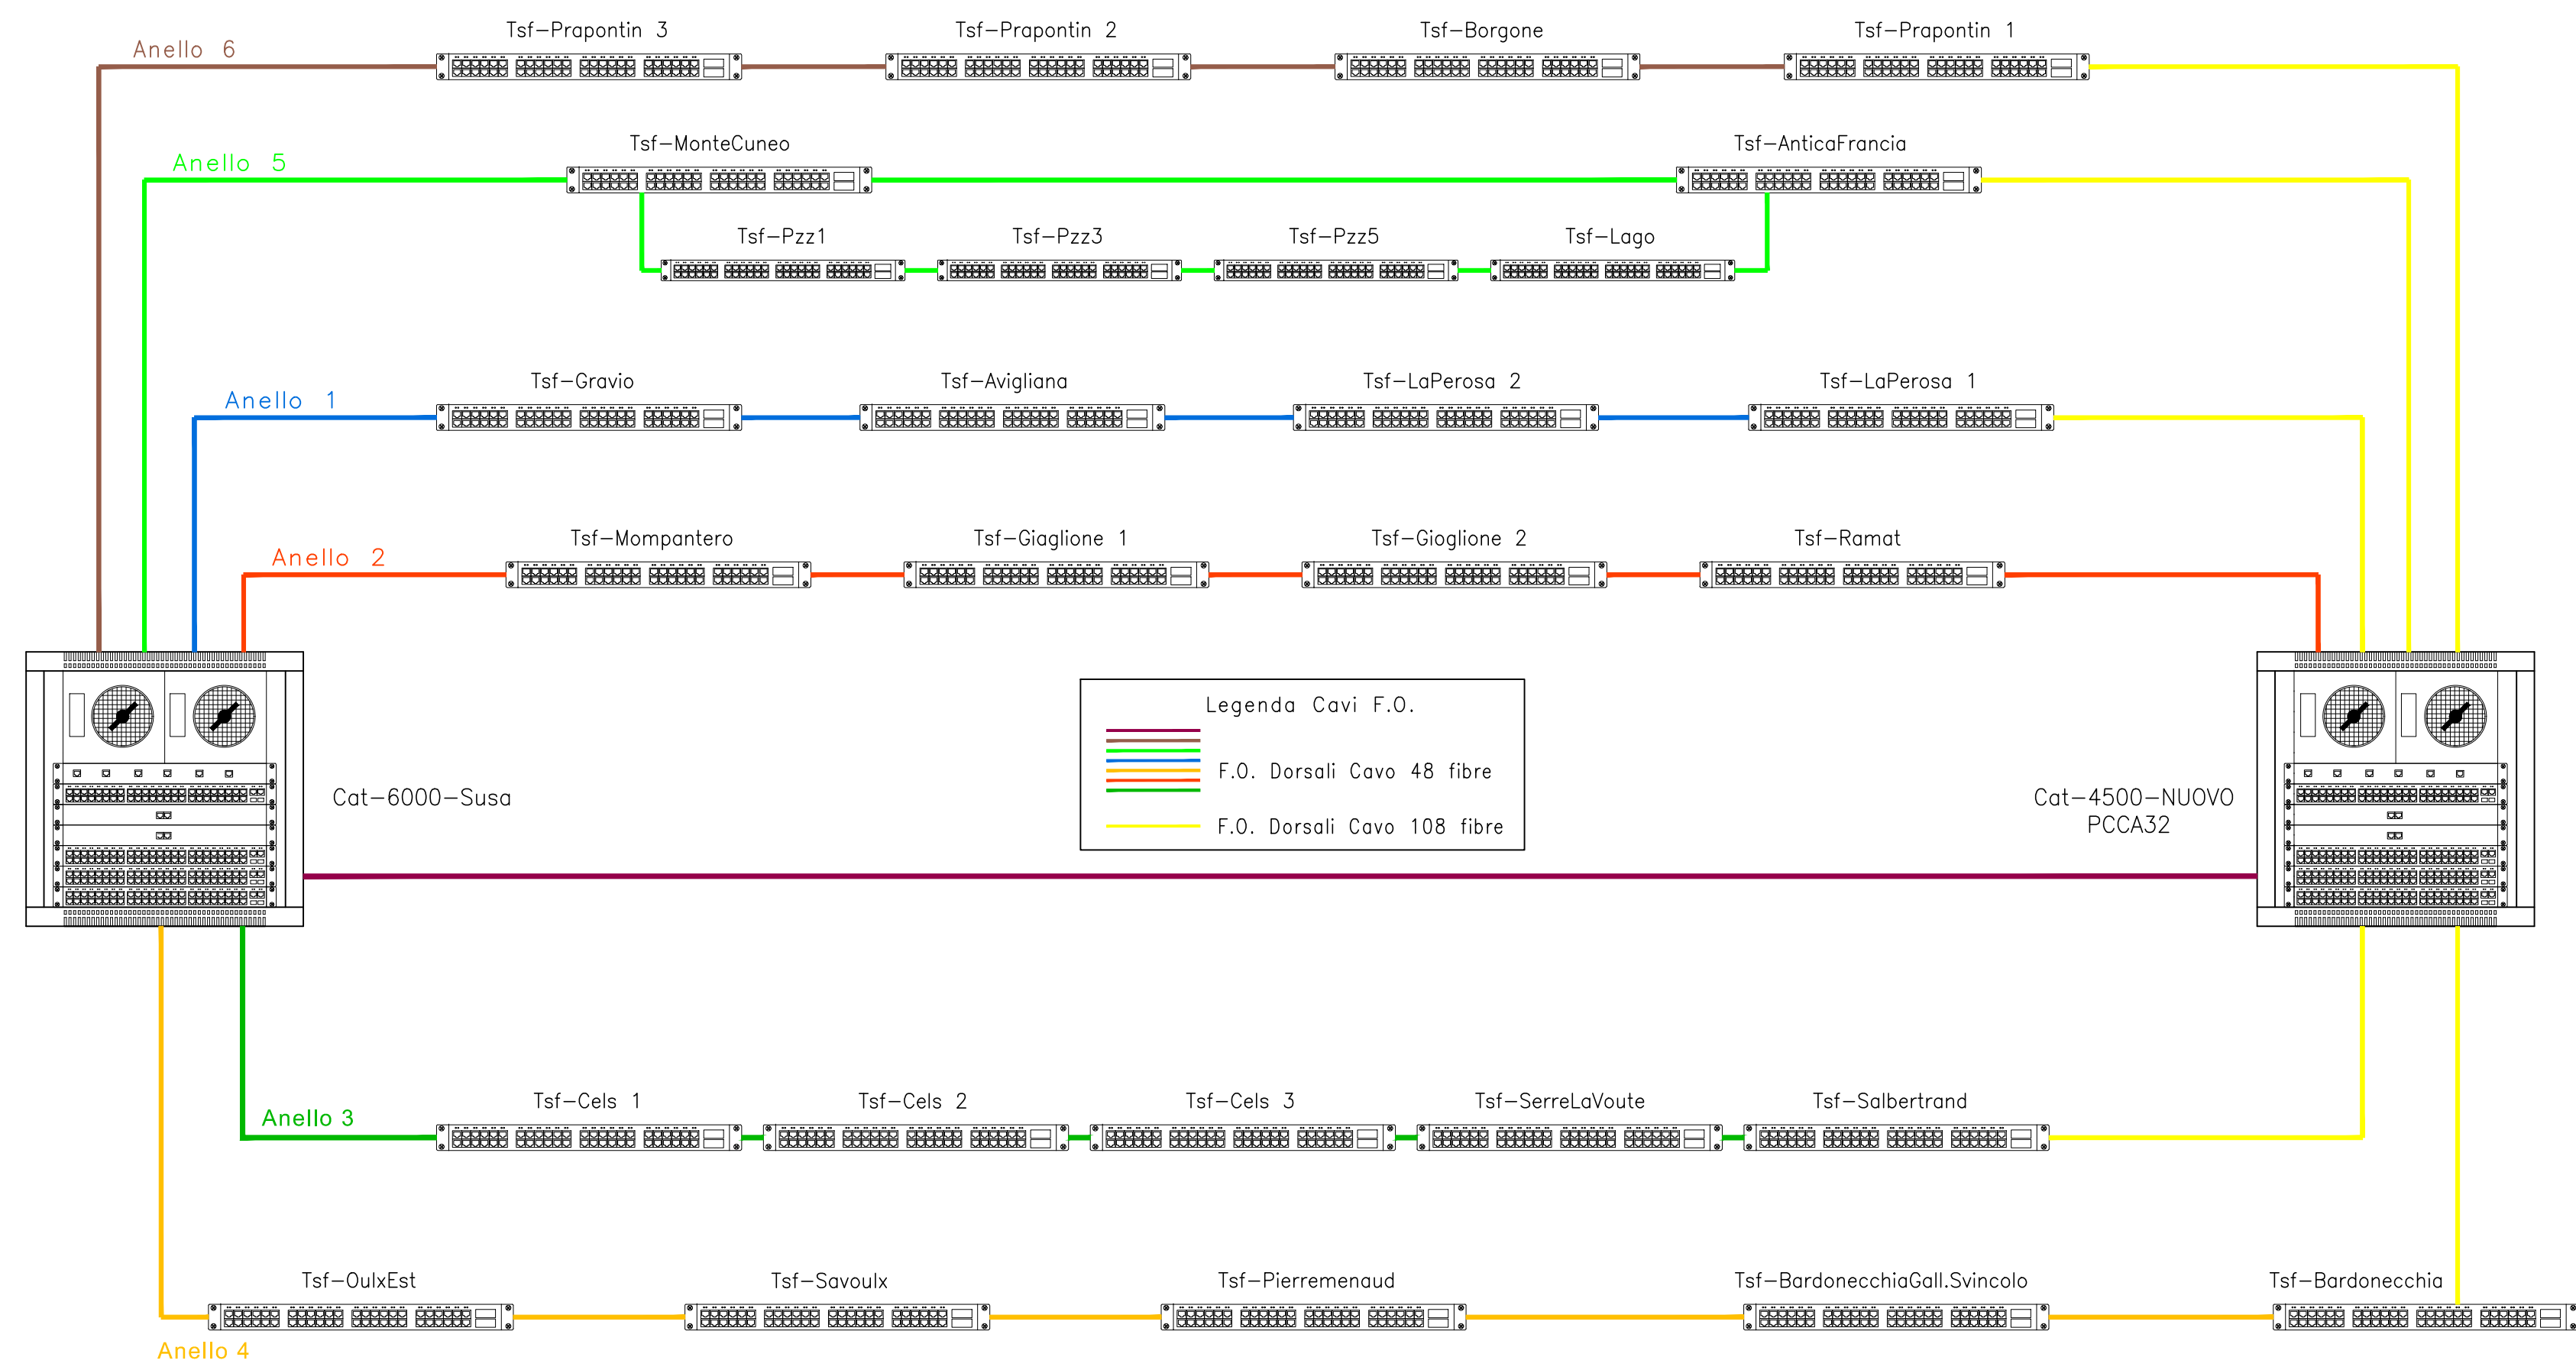 Tsf-Prapontin 3
Tsf-Prapontin 2
Tsf-Borgone
Tsf-Prapontin 1
Anello 6
Tsf-MonteCuneo
Tsf-AnticaFrancia
Anello 5
Tsf-Pzz1
Tsf-Pzz3
Tsf-Pzz5
Tsf-Lago
Tsf-Gravio
Tsf-Avigliana
Tsf-LaPerosa 2
Tsf-LaPerosa 1
Anello 1
Tsf-Mompantero
Tsf-Giaglione 1
Tsf-Gioglione 2
Tsf-Ramat
Anello 2
Legenda Cavi F.O.
F.O. Dorsali Cavo 48 fibre
F.O. Dorsali Cavo 108 fibre
Cat-6000-Susa
Cat-4500-NUOVO
PCCA32
Tsf-Cels 1
Tsf-Cels 2
Tsf-Cels 3
Tsf-SerreLaVoute
Tsf-Salbertrand
Anello 3
Tsf-OulxEst
Tsf-Savoulx
Tsf-Pierremenaud
Tsf-BardonecchiaGall.Svincolo
Tsf-Bardonecchia
Anello 4